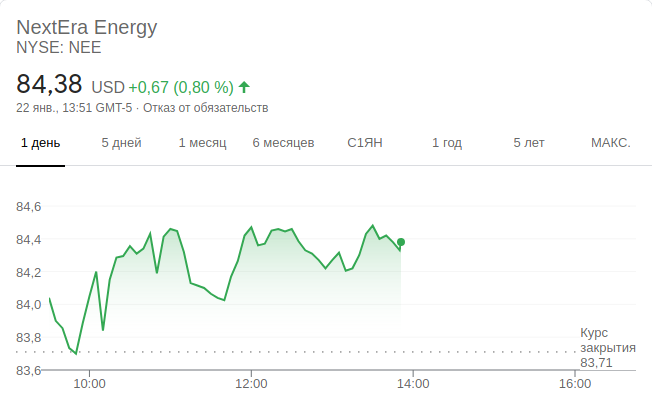 NextEra Energy
NYSE: NEE
84,38 USD +0,67 (0,80 %)
22 янв., 13:51 GMT-5 · Отказ от обязательств
1 день 5 дней 1 месяц 6 месяцев С1ЯН 1 год 5 лет МАКС.
84,6
84,4
84,2
84,0
83,8
83,6
Курс
закрытия
83,71
10:00 12:00 14:00 16:00